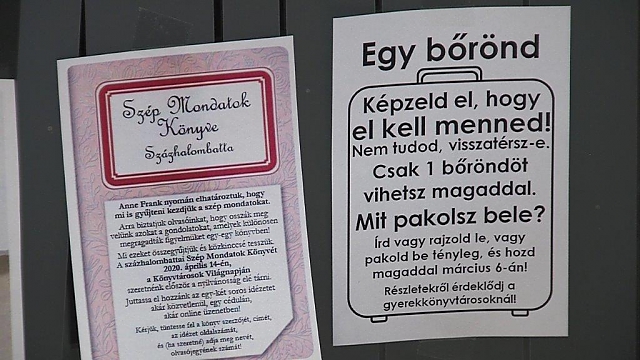 Szép Mondatok
Könyve
Százhalombatta
Anne Frank nyomán elhatároztuk, hogy
mi is gyűjteni kezdjük a szép mondatokat.
Arra biztatjuk olvasóinkat, hogy osszák meg
velünk azokat a gondolatokat, amelyek különösen
megragadták figyelmüket egy-egy könyvben!
Mi ezeket összegyűjtjük és közkinccsé tesszük.
A százhalombattai Szép Mondatok Könyvét
2020. április 14-én,
a Könyvtárosok Világnapján
szeretnénk először a nyilvánosság elé tárni.
Juttassa el hozzánk az egy-két soros idézetet
akár közvetlenül, egy cédulán,
akár online üzenetben!
Kérjük, tüntesse fel a könyv szerzőjét, címét,
az idézet oldalszámát,
és (ha szeretné) adja meg nevét,
olvasójegyének számát!
Egy bőrönd
Képzeld el, hogy
el kell menned!
Nem tudod, visszatérsz-e.
Csak 1 bőröndöt
vihetsz magaddal.
Mit pakolsz bele?
Írd vagy rajzold le, vagy
pakold be tényleg, és hozd
magaddal március 6-án!
Részletekről érdeklődj a
gyerekkönyvtárosoknál!